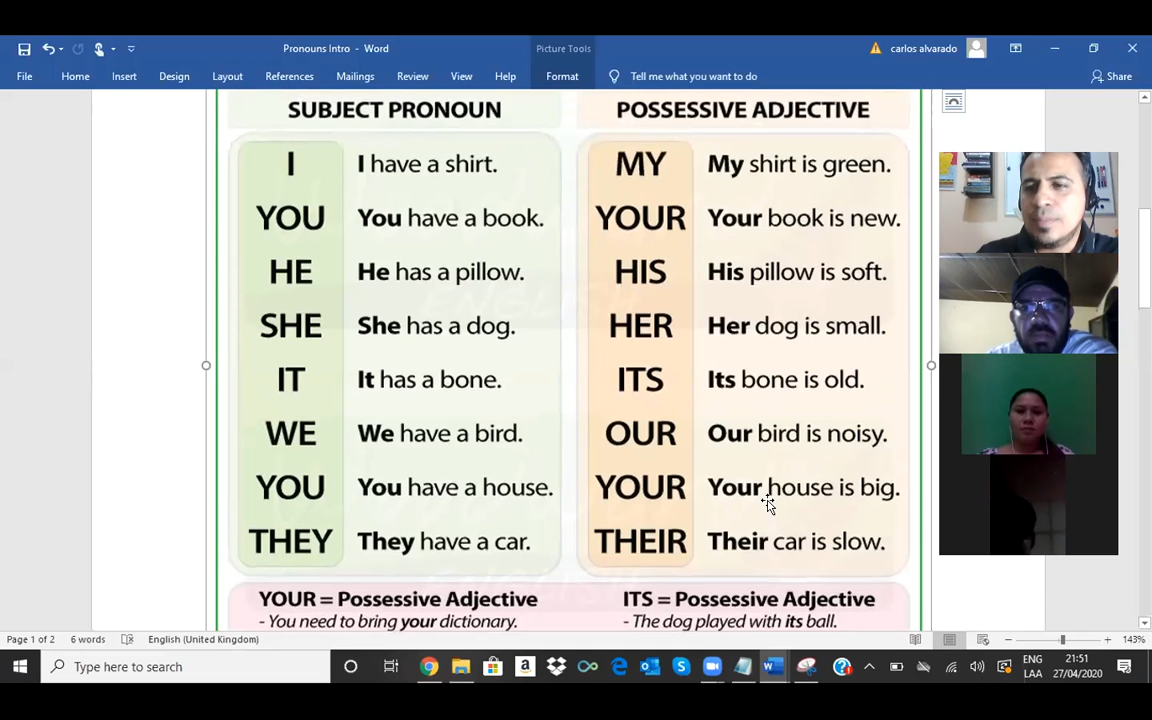 Pronouns Intro - Word
Picture Tools
carlos alvarado
File Home Insert Design Layout References Mailings Review View Help Format Tell me what you want to do Share
SUBJECT PRONOUN POSSESSIVE ADJECTIVE
I I have a shirt. MY My shirt is green.
YOU You have a book. YOUR Your book is new.
HE He has a pillow. HIS His pillow is soft.
SHE She has a dog. HER Her dog is small.
IT It has a bone. ITS Its bone is old.
WE We have a bird. OUR Our bird is noisy.
YOU You have a house. YOUR Your house is big.
THEY They have a car. THEIR Their car is slow.
YOUR = Possessive Adjective ITS = Possessive Adjective
- You need to bring your dictionary. - The dog played with its ball.
Page 1 of 2 6 words English (United Kingdom) 143%
Type here to search
ENG 21:51
LAA 27/04/2020